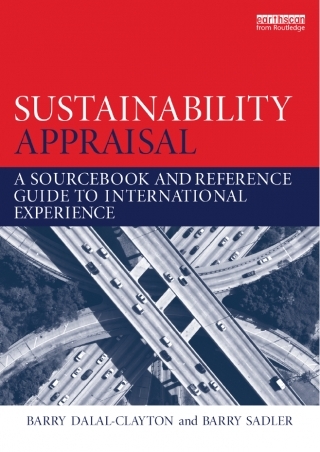 earthscan
from Routledge
SUSTAINABILITY
APPRAISAL
A SOURCEBOOK AND REFERENCE
GUIDE TO INTERNATIONAL
EXPERIENCE
BARRY DALAL-CLAYTON and BARRY SADLER